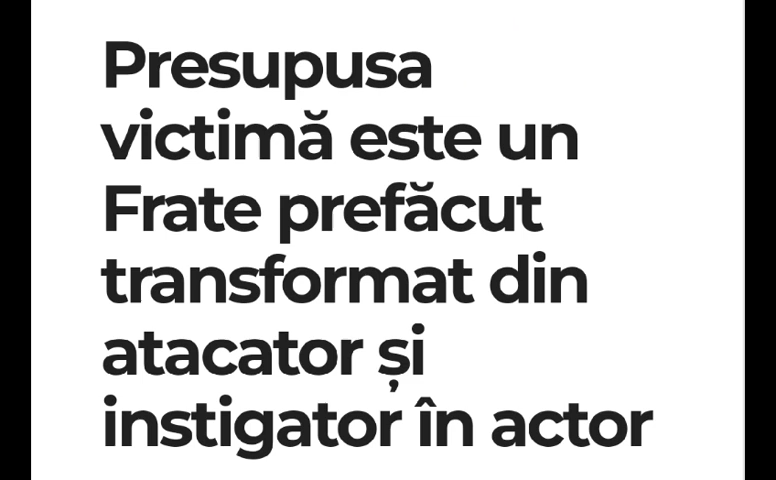 Presupusa
victimă este un
Frate prefăcut
transformat din
atacator și
instigator în actor